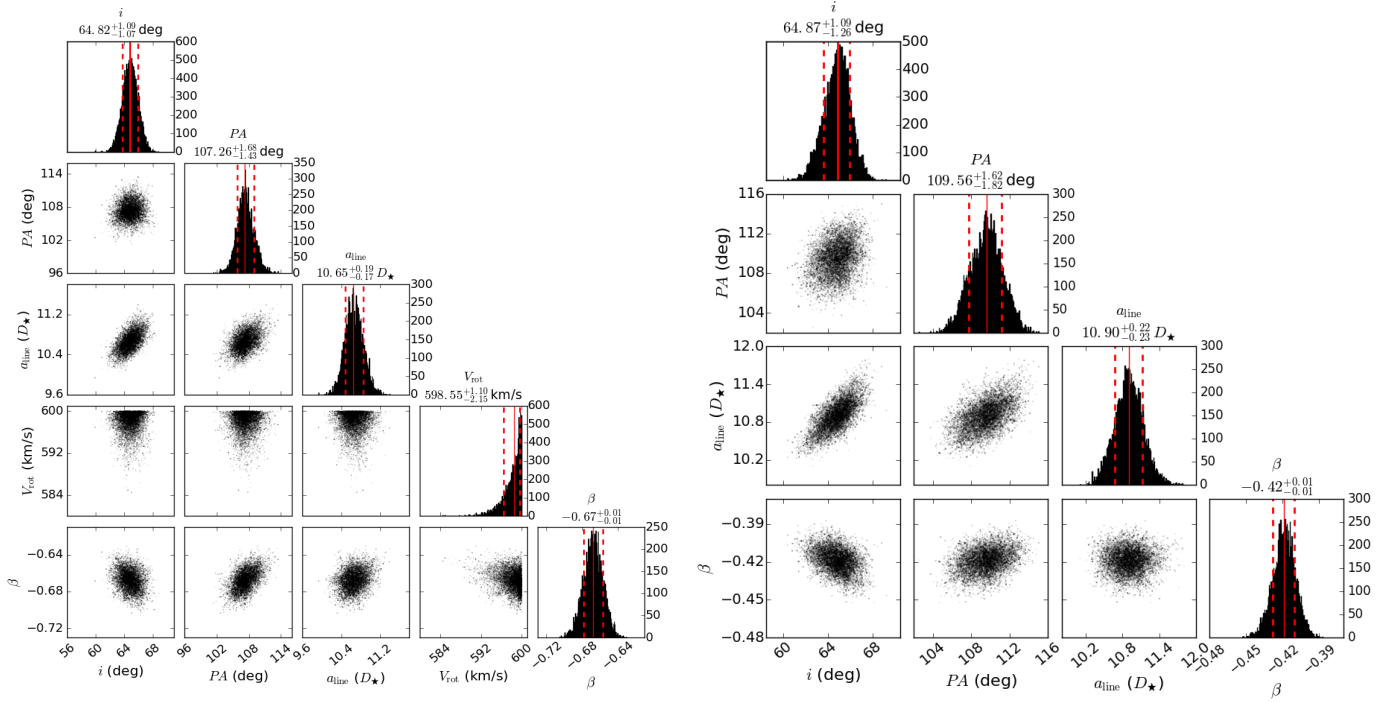 i
64.82+1.09−1.07 deg
600
500
400
300
200
100
0
PA
107.26+1.68−1.43 deg
350
300
250
200
150
100
50
0
114
108
102
96
PA (deg)
a_line
10.65+0.19−0.17 D★
300
250
200
150
100
50
0
11.2
10.4
9.6
a_line (D★)
V_rot
598.55+1.10−2.15 km/s
600
500
400
300
200
100
0
600
592
584
V_rot (km/s)
β
−0.67+0.01−0.01
250
200
150
100
50
0
−0.64
−0.68
−0.72
β
56 60 64 68
i (deg)
96 102 108 114
PA (deg)
9.6 10.4 11.2
a_line (D★)
584 592 600
V_rot (km/s)
−0.72 −0.68 −0.64
β
i
64.87+1.09−1.26 deg
500
400
300
200
100
0
PA
109.56+1.62−1.82 deg
300
250
200
150
100
50
0
116
112
108
104
PA (deg)
a_line
10.90+0.22−0.23 D★
300
250
200
150
100
50
0
12.0
11.4
10.8
10.2
a_line (D★)
β
−0.42+0.01−0.01
300
250
200
150
100
50
0
−0.39
−0.42
−0.45
−0.48
β
60 64 68
i (deg)
104 108 112 116
PA (deg)
10.2 10.8 11.4 12.0
a_line (D★)
−0.48 −0.45 −0.42 −0.39
β